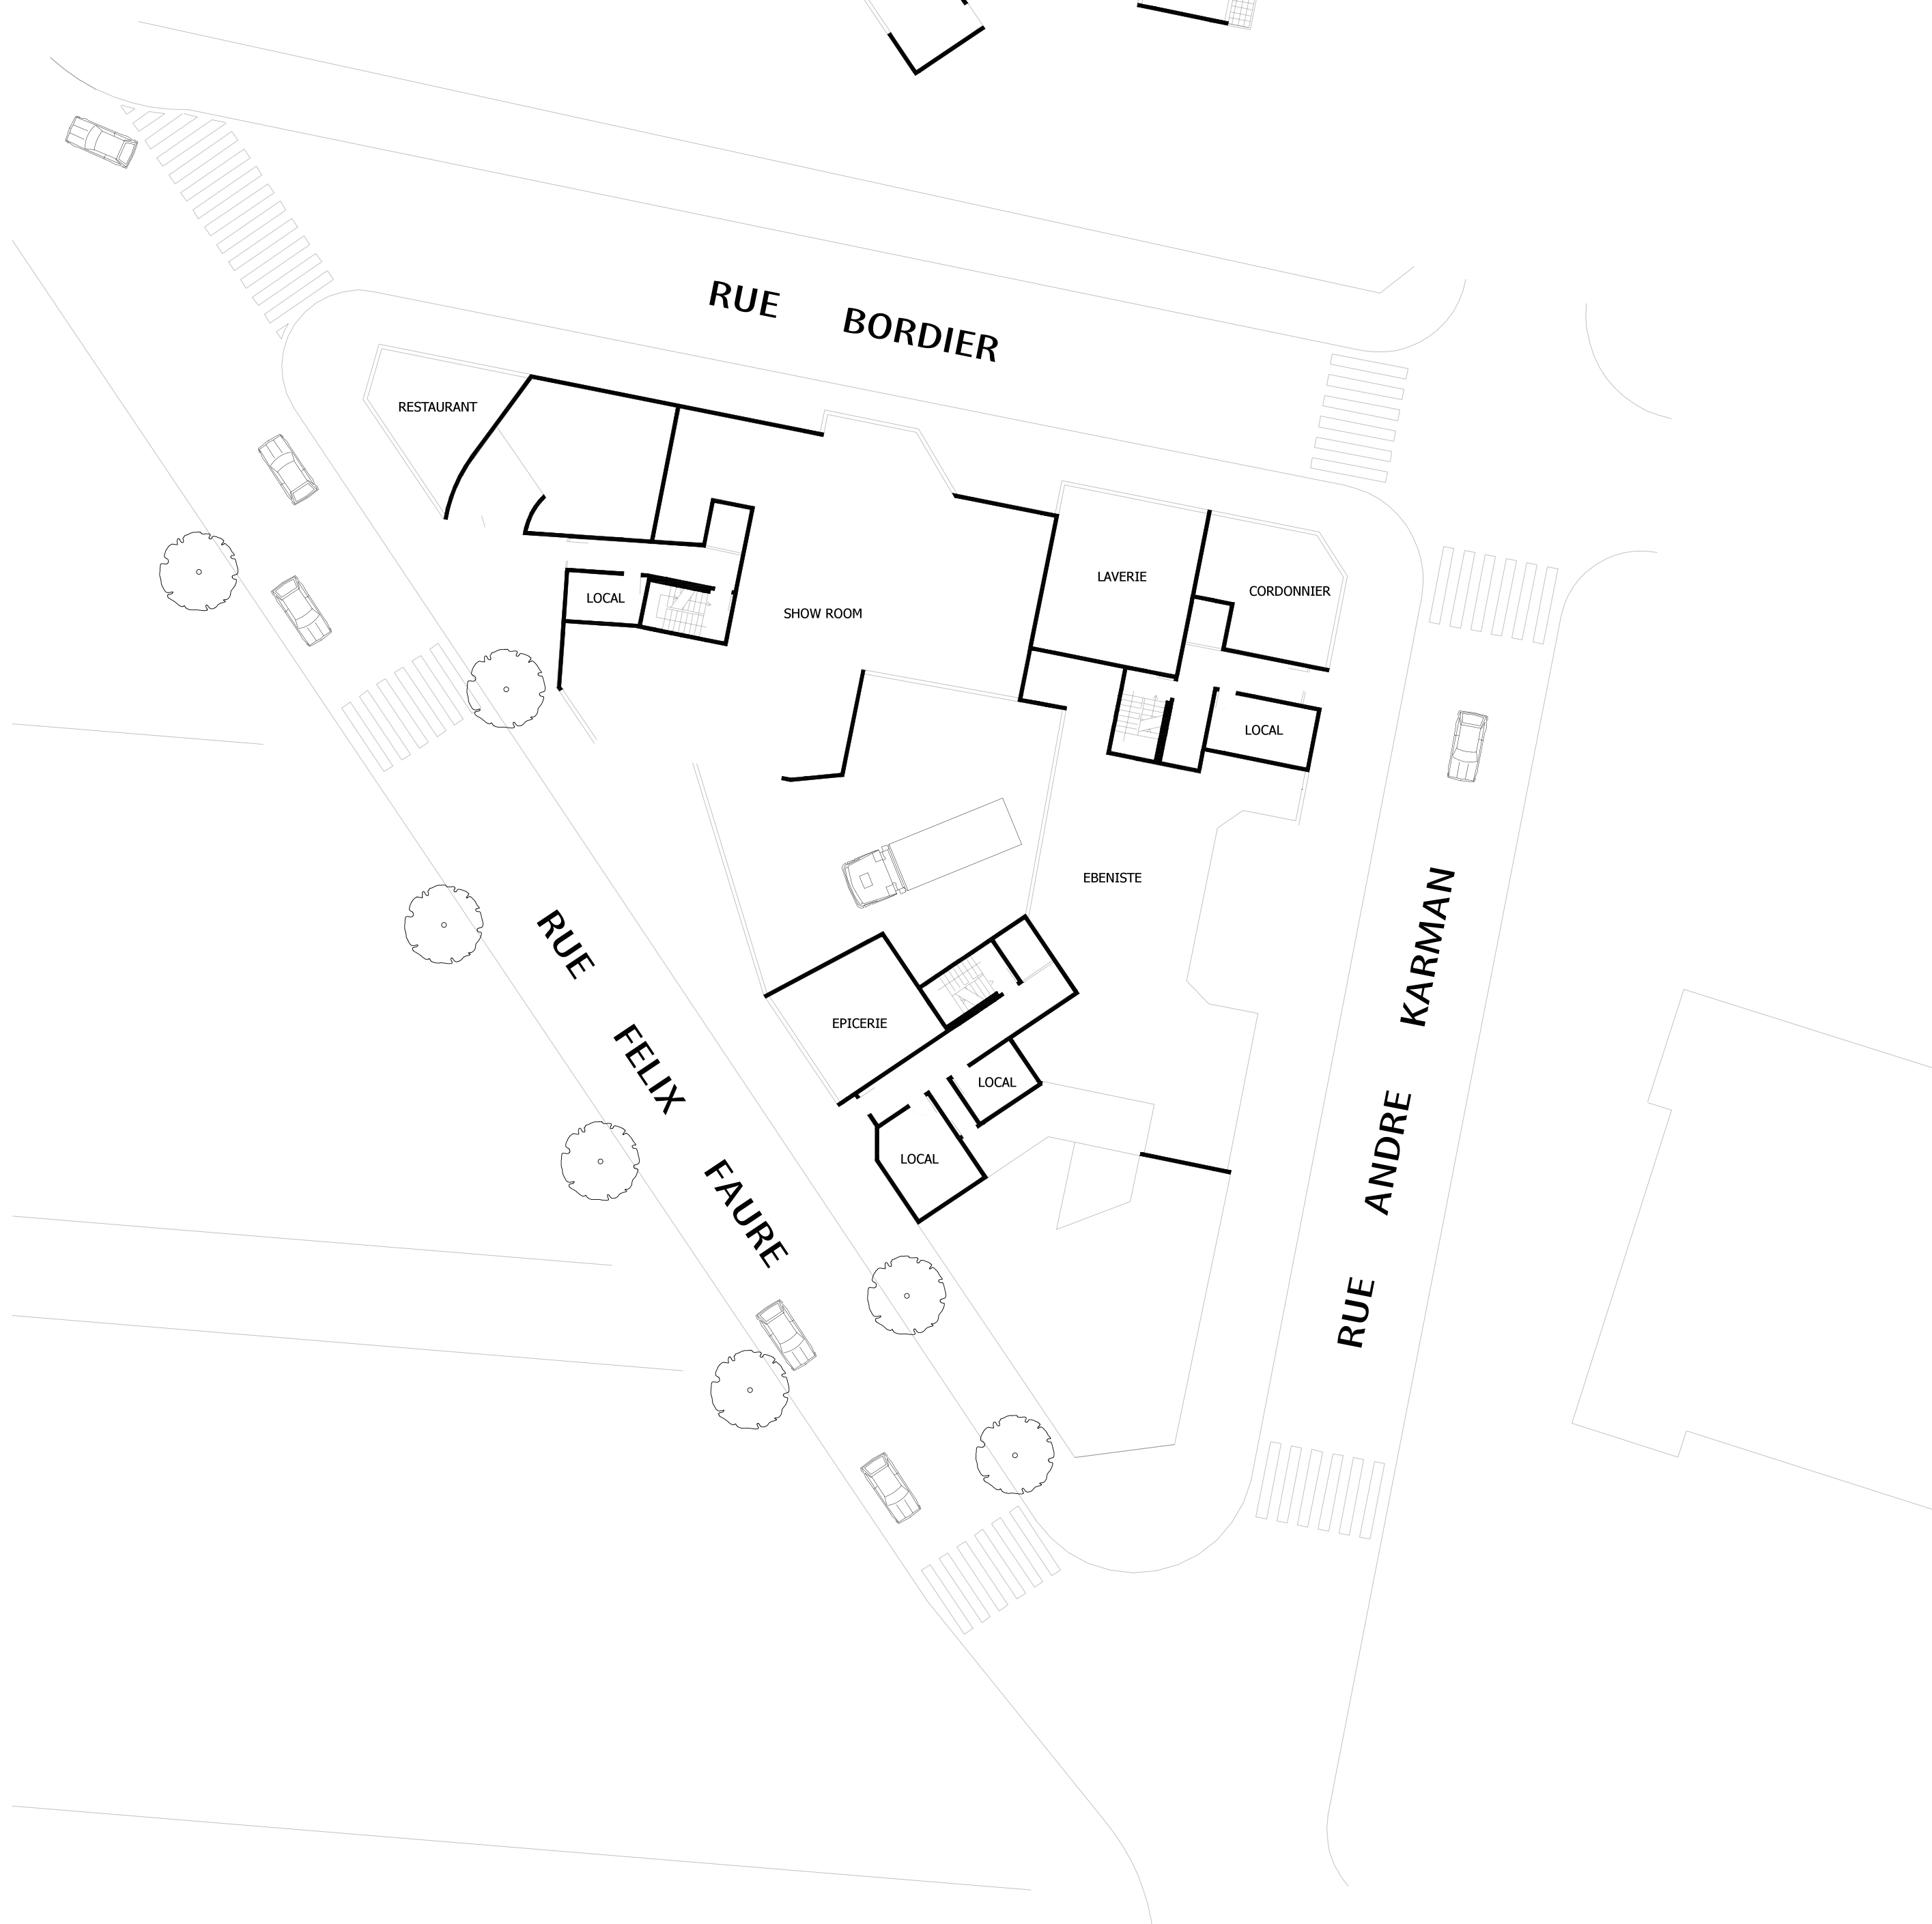 RUE BORDIER
RESTAURANT
LAVERIE
CORDONNIER
LOCAL
SHOW ROOM
LOCAL
EBENISTE
RUE FELIX FAURE
RUE ANDRE KARMAN
EPICERIE
LOCAL
LOCAL